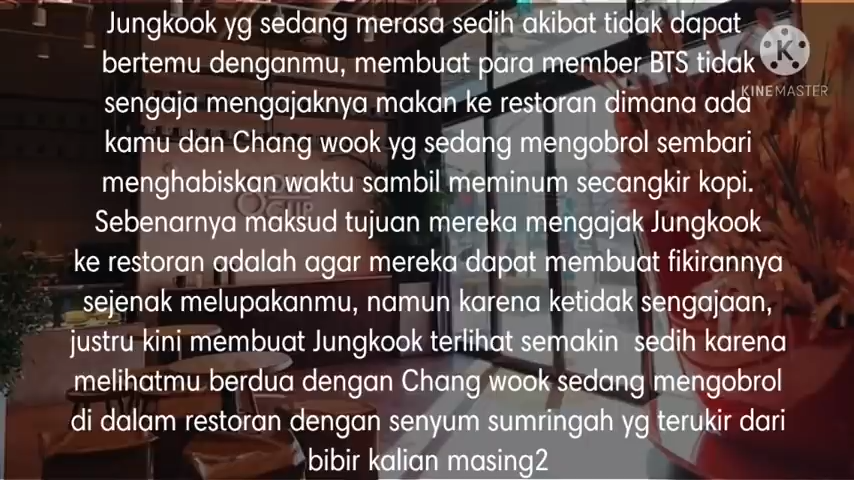 Jungkook yg sedang merasa sedih akibat tidak dapat
bertemu denganmu, membuat para member BTS tidak
sengaja mengajaknya makan ke restoran dimana ada
kamu dan Chang wook yg sedang mengobrol sembari
menghabiskan waktu sambil meminum secangkir kopi.
Sebenarnya maksud tujuan mereka mengajak Jungkook
ke restoran adalah agar mereka dapat membuat fikirannya
sejenak melupakanmu, namun karena ketidak sengajaan,
justru kini membuat Jungkook terlihat semakin  sedih karena
melihatmu berdua dengan Chang wook sedang mengobrol
di dalam restoran dengan senyum sumringah yg terukir dari
bibir kalian masing2
K
KINEMASTER
CUP